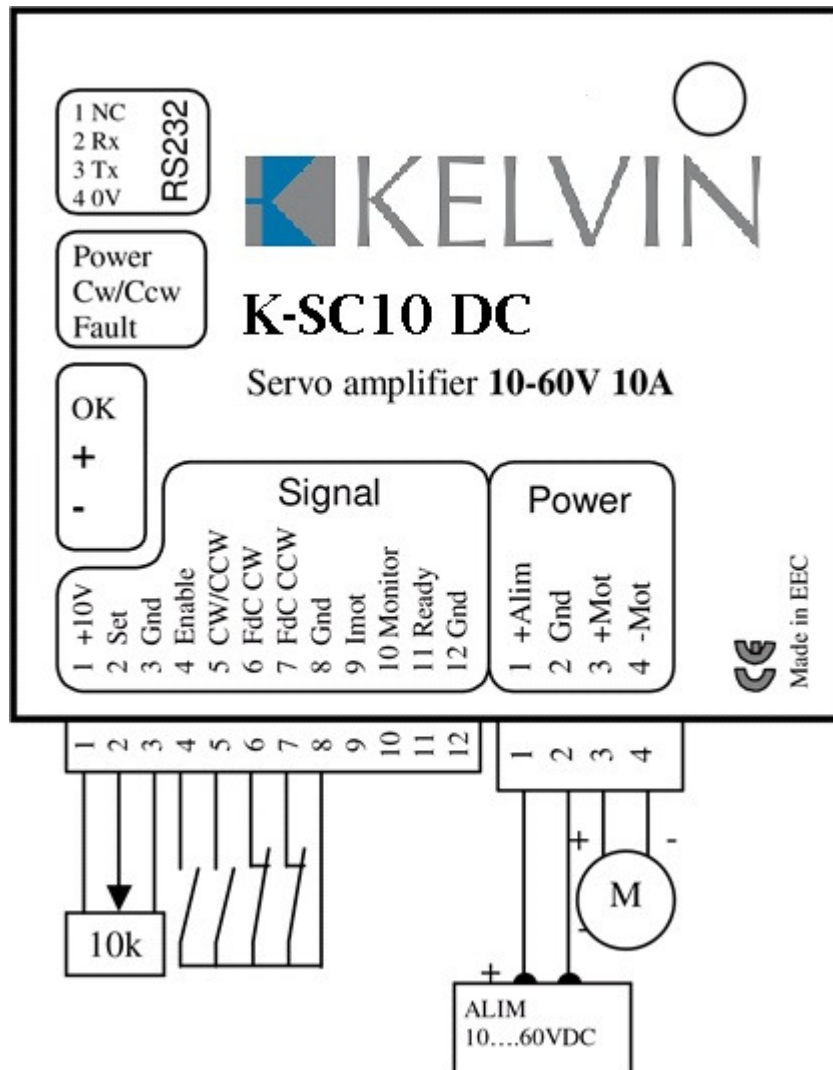 1 NC
2 Rx
3 Tx
4 0V
RS232
KELVIN
Power
Cw/Ccw
Fault
K-SC10 DC
Servo amplifier 10-60V 10A
OK
+
-
Signal
1 +10V
2 Set
3 Gnd
4 Enable
5 CW/CCW
6 FdC CW
7 FdC CCW
8 Gnd
9 Imot
10 Monitor
11 Ready
12 Gnd
Power
1 +Alim
2 Gnd
3 +Mot
4 -Mot
CE
Made in EEC
1 2 3 4 5 6 7 8 9 10 11 12
1 2 3 4
+ -
M
10k
+ -
ALIM
10....60VDC